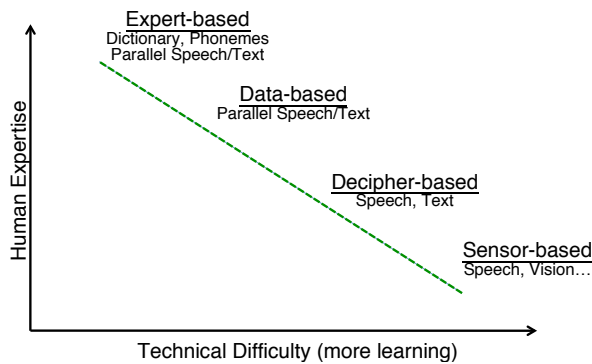 Expert-based
Dictionary, Phonemes
Parallel Speech/Text
Data-based
Parallel Speech/Text
Decipher-based
Speech, Text
Sensor-based
Speech, Vision…
Human Expertise
Technical Difficulty (more learning)